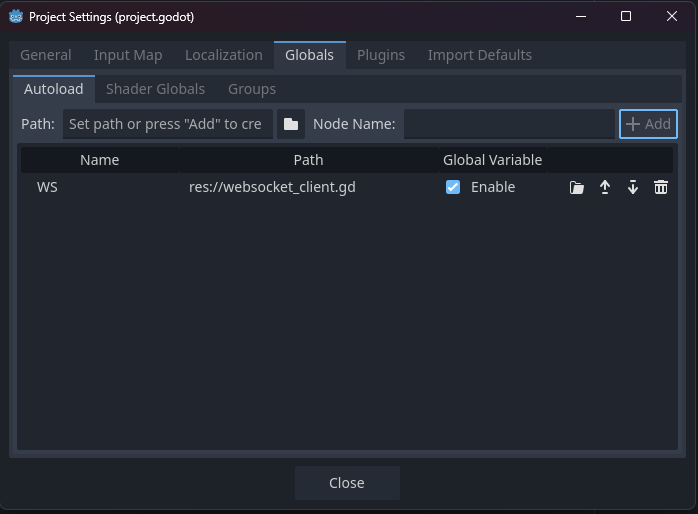 Project Settings (project.godot)
General Input Map Localization Globals Plugins Import Defaults
Autoload Shader Globals Groups
Path: Set path or press "Add" to cre Node Name: Add
Name Path Global Variable
WS res://websocket_client.gd Enable
Close